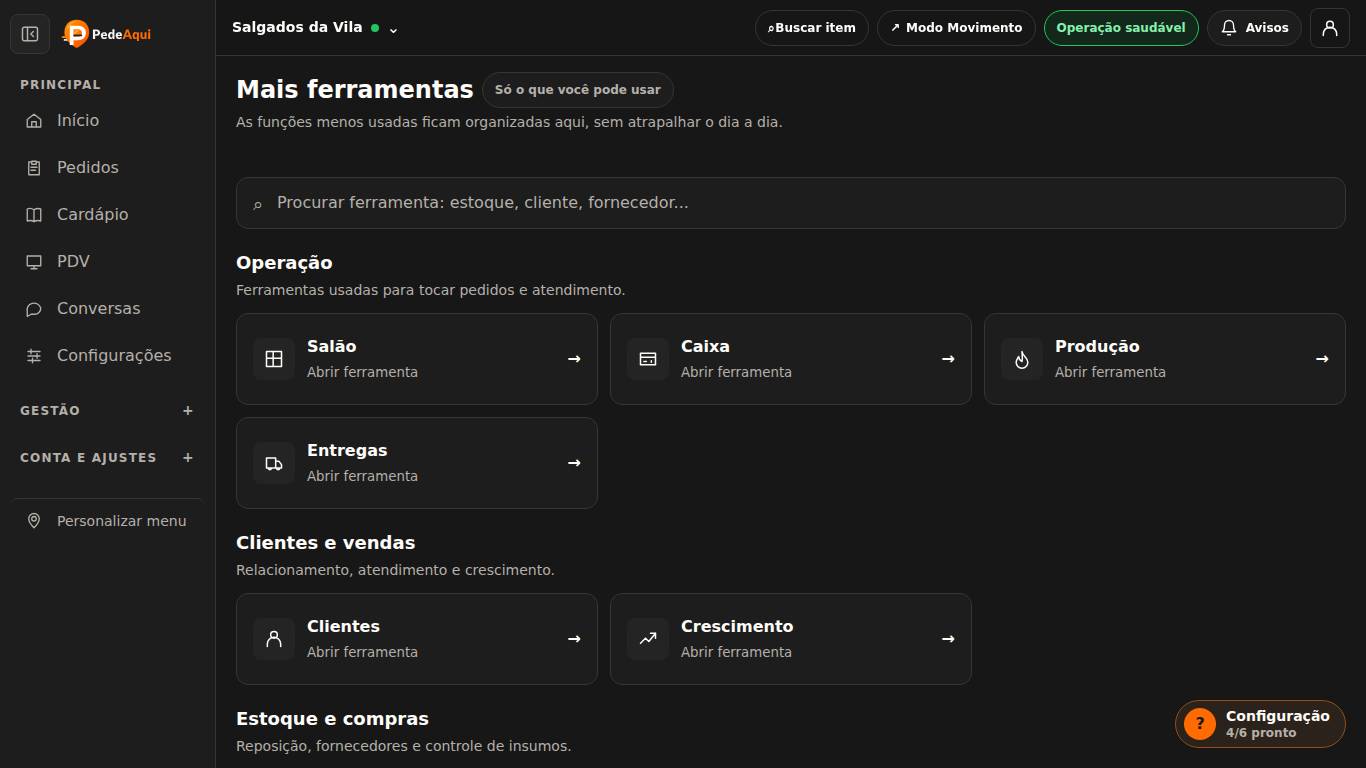 PedeAqui
PRINCIPAL
Início
Pedidos
Cardápio
PDV
Conversas
Configurações
GESTÃO +
CONTA E AJUSTES +
Personalizar menu
Salgados da Vila
Buscar item
Modo Movimento
Operação saudável
Avisos
Mais ferramentas
Só o que você pode usar
As funções menos usadas ficam organizadas aqui, sem atrapalhar o dia a dia.
Procurar ferramenta: estoque, cliente, fornecedor...
Operação
Ferramentas usadas para tocar pedidos e atendimento.
Salão
Abrir ferramenta
Caixa
Abrir ferramenta
Produção
Abrir ferramenta
Entregas
Abrir ferramenta
Clientes e vendas
Relacionamento, atendimento e crescimento.
Clientes
Abrir ferramenta
Crescimento
Abrir ferramenta
Estoque e compras
Reposição, fornecedores e controle de insumos.
?
Configuração
4/6 pronto